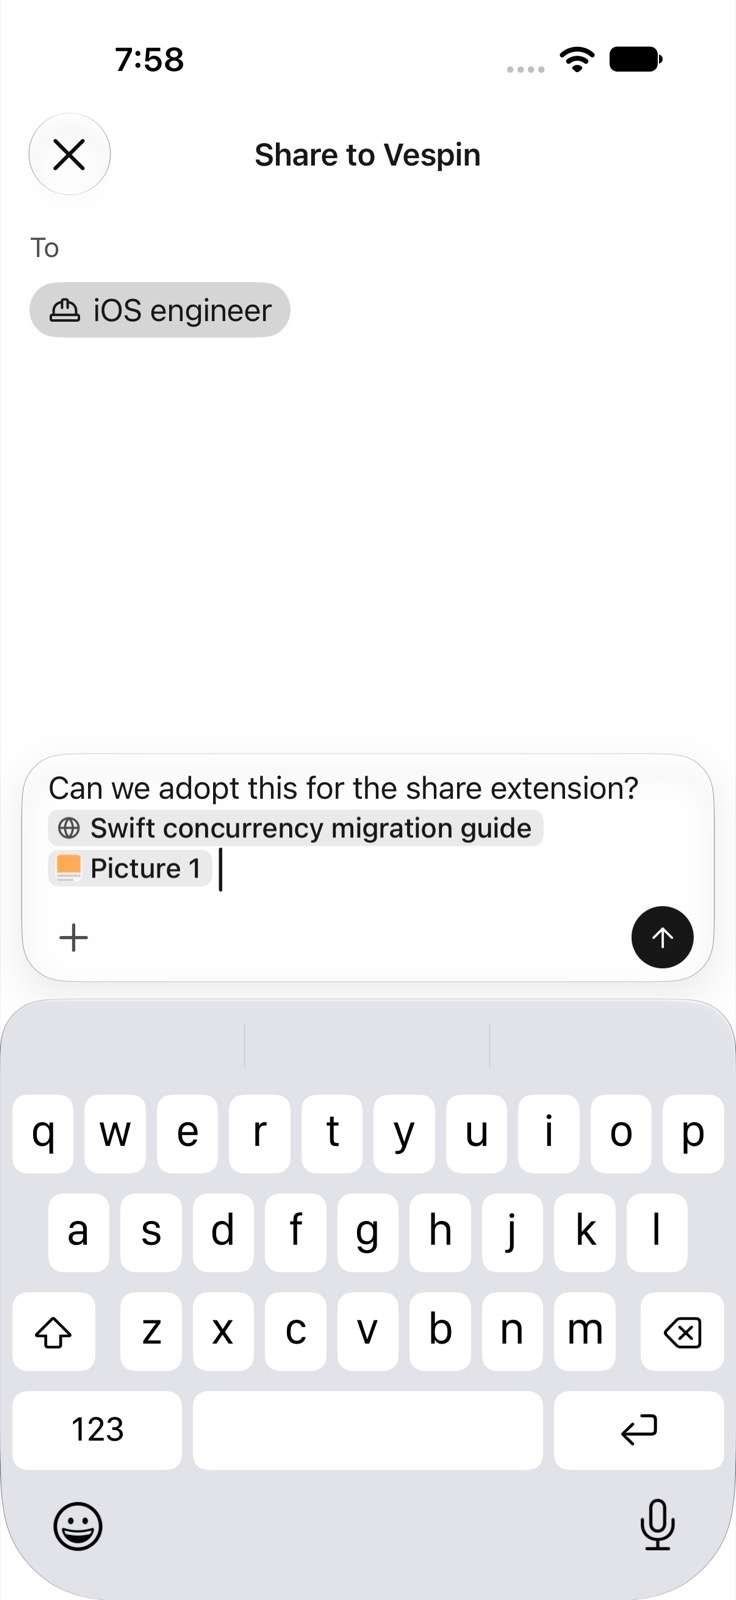 7:58
Share to Vespin
To
iOS engineer
Can we adopt this for the share extension?
Swift concurrency migration guide
Picture 1
q w e r t y u i o p
a s d f g h j k l
z x c v b n m
123